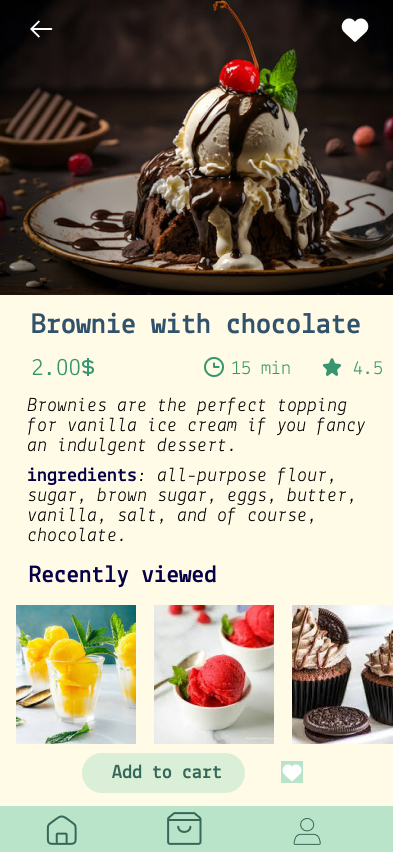 Brownie with chocolate
2.00$ 15 min 4.5
Brownies are the perfect topping
for vanilla ice cream if you fancy
an indulgent dessert.
ingredients: all-purpose flour,
sugar, brown sugar, eggs, butter,
vanilla, salt, and of course,
chocolate.
Recently viewed
Add to cart